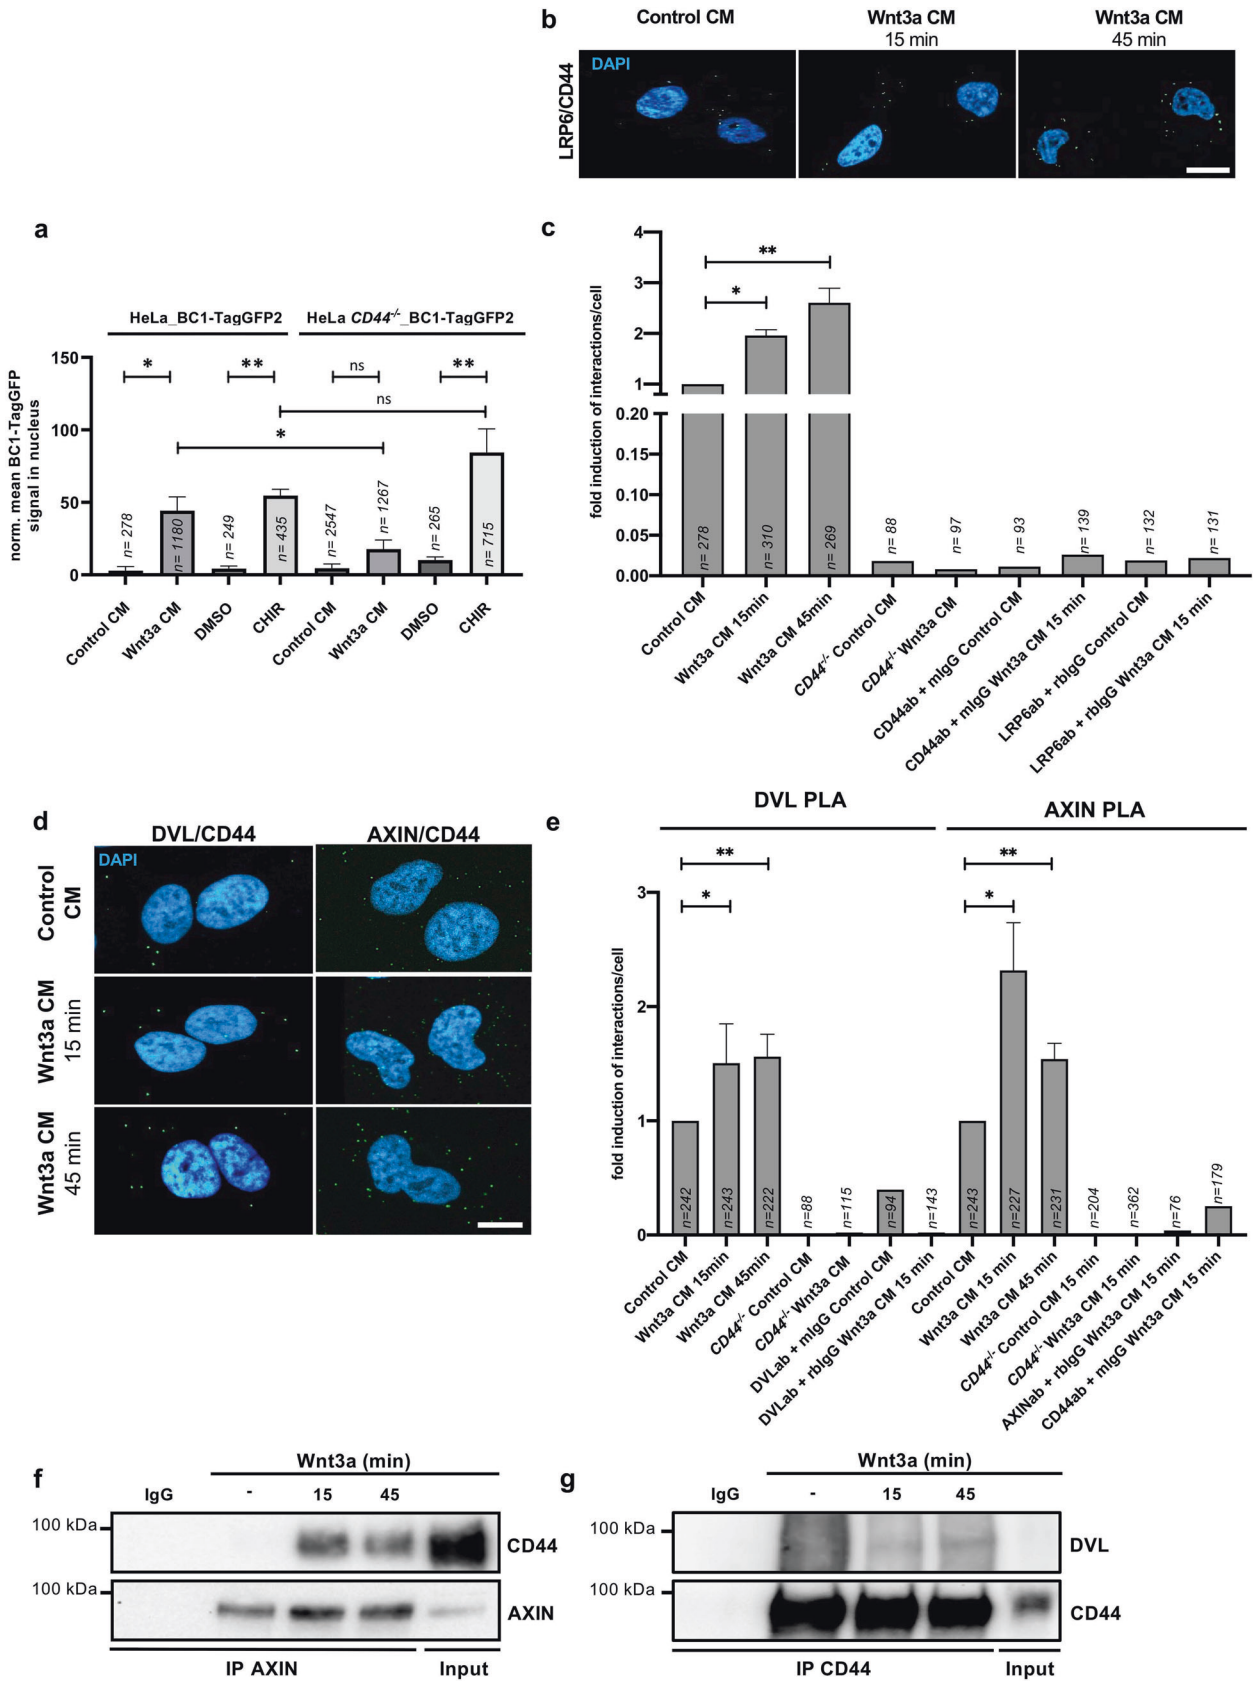 b
Control CM
Wnt3a CM
15 min
Wnt3a CM
45 min
LRP6/CD44
DAPI
a
HeLa_BC1-TagGFP2
HeLa CD44-/-_BC1-TagGFP2
norm. mean BC1-TagGFP
signal in nucleus
150
100
50
0
*
**
ns
**
ns
*
n= 278
n= 1180
n= 249
n= 435
n= 2547
n= 1267
n= 265
n= 715
Control CM
Wnt3a CM
DMSO
CHIR
Control CM
Wnt3a CM
DMSO
CHIR
c
fold induction of interactions/cell
4
3
2
1
0.20
0.15
0.10
0.05
0.00
**
*
n= 278
n= 310
n= 269
n= 88
n= 97
n= 93
n= 139
n= 132
n= 131
Control CM
Wnt3a CM 15min
Wnt3a CM 45min
CD44-/- Control CM
CD44-/- Wnt3a CM
CD44ab + mIgG Control CM
CD44ab + mIgG Wnt3a CM 15 min
LRP6ab + rbIgG Control CM
LRP6ab + rbIgG Wnt3a CM 15 min
d
DVL/CD44
AXIN/CD44
DAPI
Control
CM
Wnt3a CM
15 min
Wnt3a CM
45 min
e
DVL PLA
AXIN PLA
fold induction of interactions/cell
3
2
1
0
**
*
**
*
n=242
n=243
n=222
n=88
n=115
n=94
n=143
n=243
n=227
n=231
n=204
n=362
n=76
n=179
Control CM
Wnt3a CM 15min
Wnt3a CM 45min
CD44-/- Control CM
CD44-/- Wnt3a CM
DVLab + mIgG Control CM
DVLab + rbIgG Wnt3a CM 15 min
Control CM
Wnt3a CM 15 min
Wnt3a CM 45 min
CD44-/- Control CM 15 min
CD44-/- Wnt3a CM 15 min
AXINab + rbIgG Wnt3a CM 15 min
CD44ab + mIgG Wnt3a CM 15 min
f
Wnt3a (min)
IgG - 15 45
100 kDa
CD44
100 kDa
AXIN
IP AXIN
Input
g
Wnt3a (min)
IgG - 15 45
100 kDa
DVL
100 kDa
CD44
IP CD44
Input